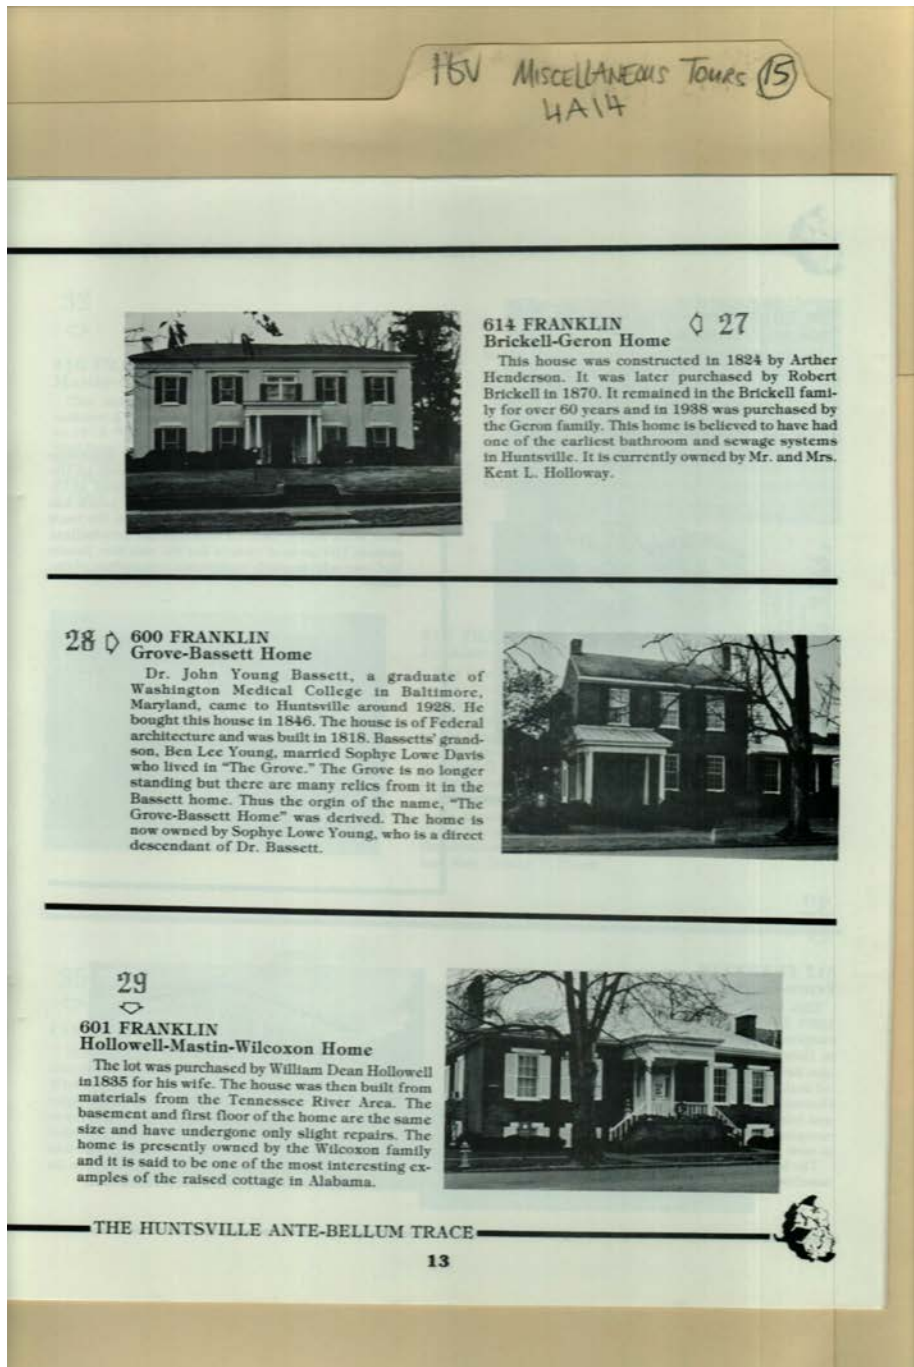 HSV MISCELLANEOUS TOURS 15
4A14
614 FRANKLIN 27
Brickell-Geron Home
This house was constructed in 1824 by Arther
Henderson. It was later purchased by Robert
Brickell in 1870. It remained in the Brickell fami-
ly for over 60 years and in 1938 was purchased by
the Geron family. This home is believed to have had
one of the earliest bathroom and sewage systems
in Huntsville. It is currently owned by Mr. and Mrs.
Kent L. Holloway.
28 600 FRANKLIN
Grove-Bassett Home
Dr. John Young Bassett, a graduate of
Washington Medical College in Baltimore,
Maryland, came to Huntsville around 1928. He
bought this house in 1846. The house is of Federal
architecture and was built in 1818. Bassetts' grand-
son, Ben Lee Young, married Sophye Lowe Davis
who lived in "The Grove." The Grove is no longer
standing but there are many relics from it in the
Bassett home. Thus the orgin of the name, "The
Grove-Bassett Home" was derived. The home is
now owned by Sophye Lowe Young, who is a direct
descendant of Dr. Bassett.
29
601 FRANKLIN
Hollowell-Mastin-Wilcoxon Home
The lot was purchased by William Dean Hollowell
in1835 for his wife. The house was then built from
materials from the Tennessee River Area. The
basement and first floor of the home are the same
size and have undergone only slight repairs. The
home is presently owned by the Wilcoxon family
and it is said to be one of the most interesting ex-
amples of the raised cottage in Alabama.
THE HUNTSVILLE ANTE-BELLUM TRACE
13